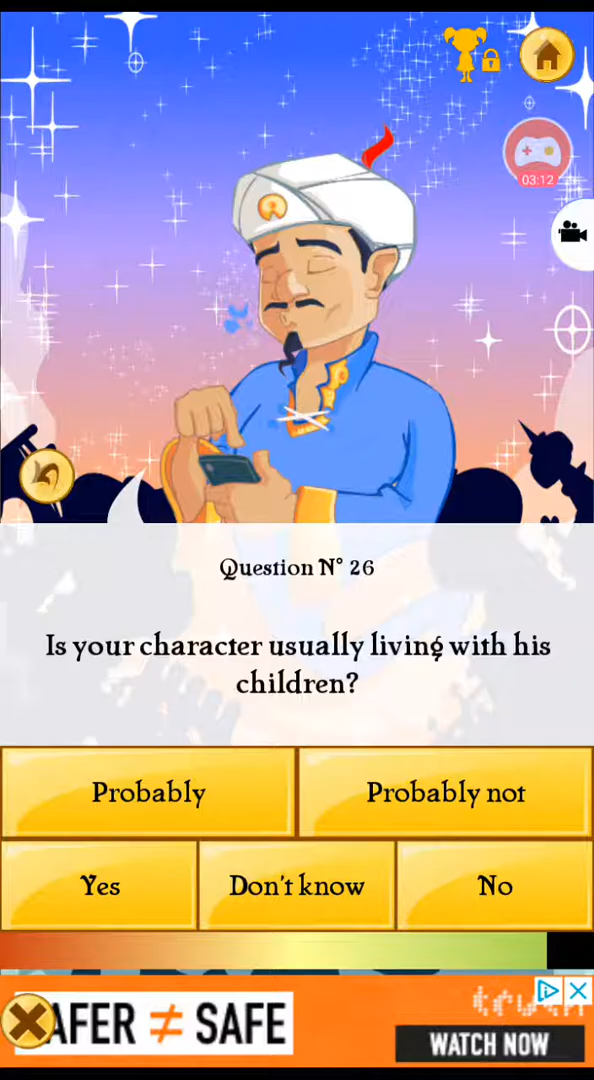 03:12
Question N° 26
Is your character usually living with his
children?
Probably
Probably not
Yes
Don't know
No
AFER ≠ SAFE
WATCH NOW